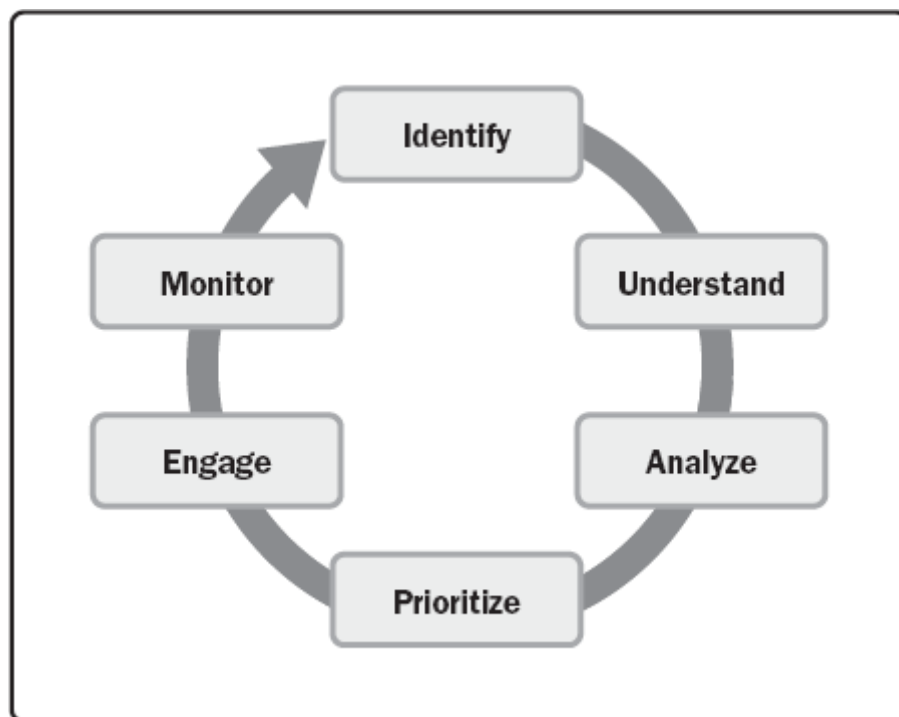 Identify
Understand
Analyze
Prioritize
Engage
Monitor